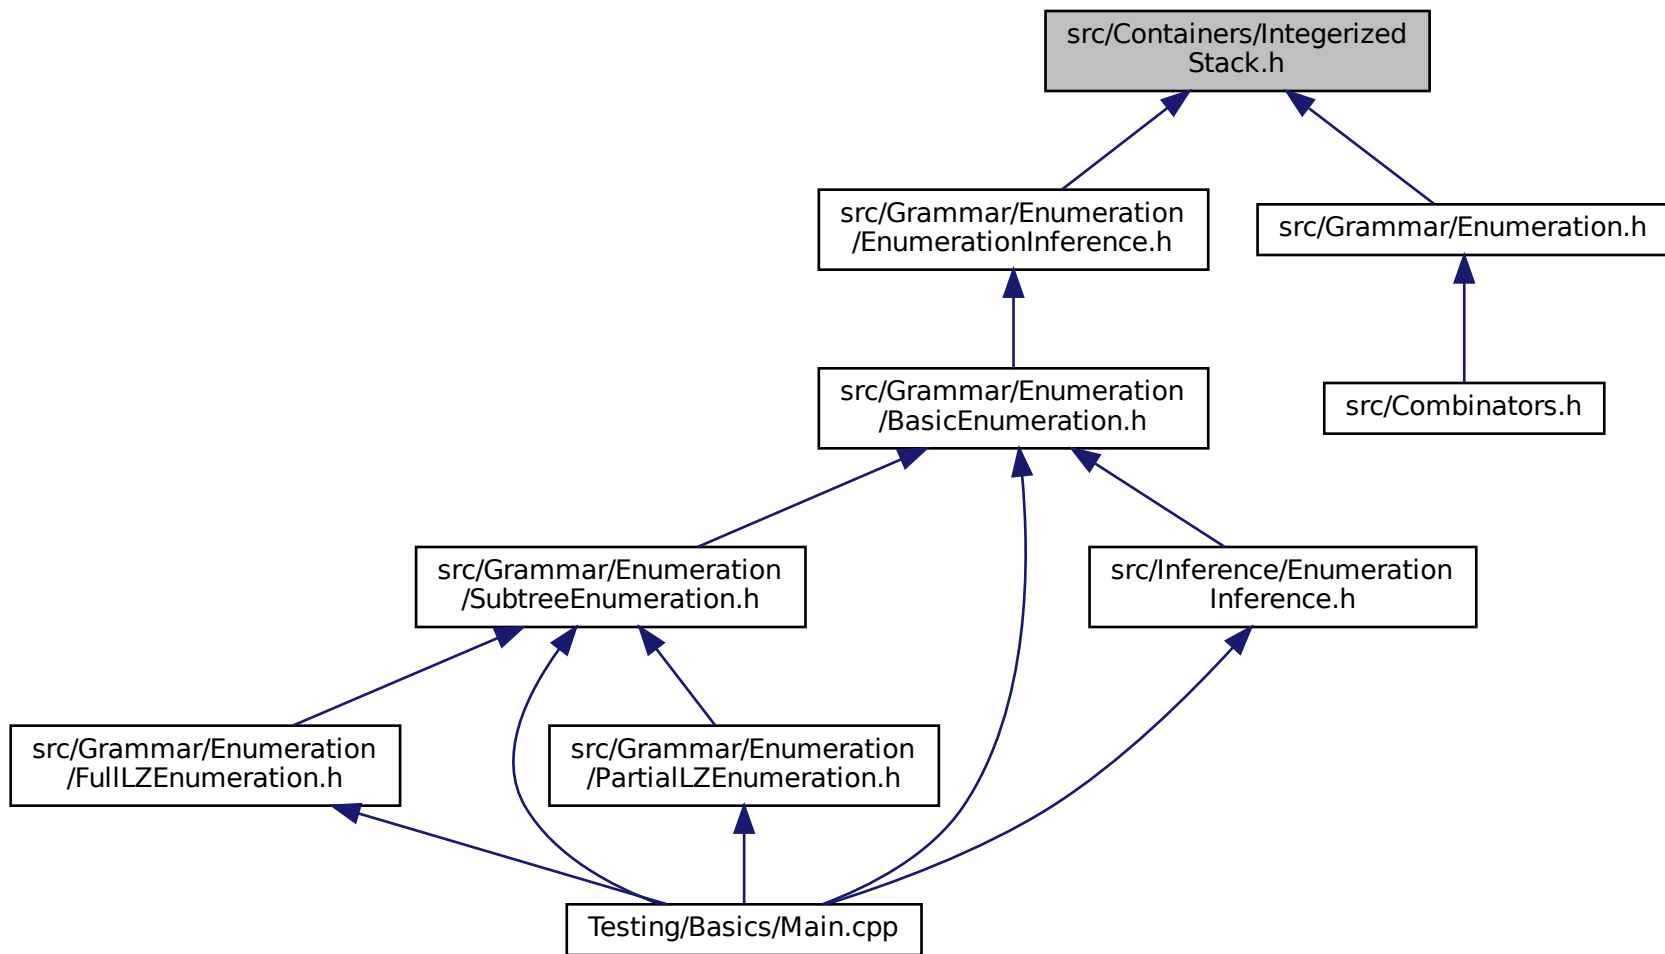 src/Containers/Integerized
Stack.h
src/Grammar/Enumeration
/EnumerationInference.h
src/Grammar/Enumeration.h
src/Grammar/Enumeration
/BasicEnumeration.h
src/Combinators.h
src/Grammar/Enumeration
/SubtreeEnumeration.h
src/Inference/Enumeration
Inference.h
src/Grammar/Enumeration
/FullLZEnumeration.h
src/Grammar/Enumeration
/PartialLZEnumeration.h
Testing/Basics/Main.cpp